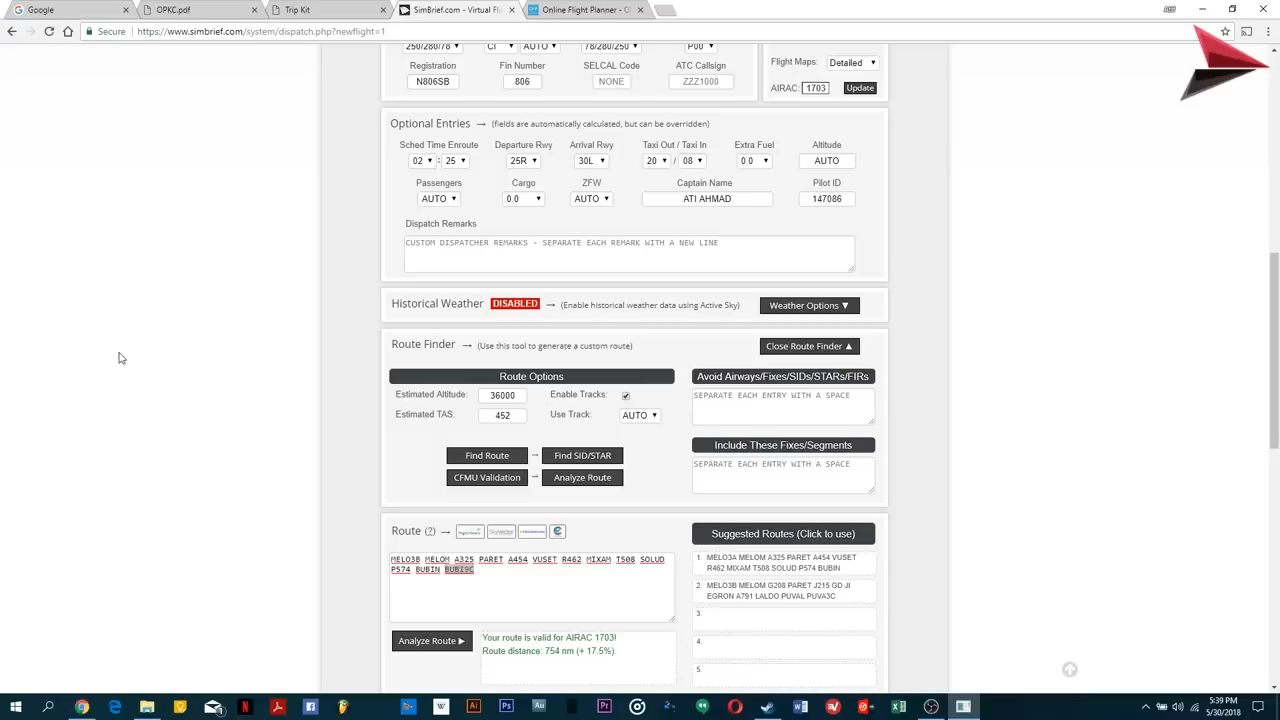 Google
OPKC.pdf
Trip Kit
SimBrief.com - Virtual Fli
Online Flight Planner - O
Secure
https://www.simbrief.com/system/dispatch.php?newflight=1
250/280/78
CI
AUTO
78/280/250
P00
Registration
Fin Number
SELCAL Code
ATC Callsign
N806SB
806
NONE
ZZZ1000
Flight Maps:
Detailed
AIRAC:
1703
Update
Optional Entries → (fields are automatically calculated, but can be overridden)
Sched Time Enroute
Departure Rwy
Arrival Rwy
Taxi Out / Taxi In
Extra Fuel
Altitude
02 : 25
25R
30L
20 / 08
0.0
AUTO
Passengers
Cargo
ZFW
Captain Name
Pilot ID
AUTO
0.0
AUTO
ATI AHMAD
147086
Dispatch Remarks
CUSTOM DISPATCHER REMARKS - SEPARATE EACH REMARK WITH A NEW LINE
Historical Weather DISABLED → (Enable historical weather data using Active Sky)
Weather Options ▼
Route Finder → (Use this tool to generate a custom route)
Close Route Finder ▲
Route Options
Estimated Altitude:
36000
Enable Tracks:
Estimated TAS:
452
Use Track:
AUTO
Find Route
→
Find SID/STAR
CFMU Validation
→
Analyze Route
Avoid Airways/Fixes/SIDs/STARs/FIRs
SEPARATE EACH ENTRY WITH A SPACE
Include These Fixes/Segments
SEPARATE EACH ENTRY WITH A SPACE
Route (?) →
MELO3B MELOM A325 PARET A454 VUSET R462 MIXAM T508 SOLUD
P574 BUBIN BUBI9C
Analyze Route ►
Your route is valid for AIRAC 1703!
Route distance: 754 nm (+ 17.5%).
Suggested Routes (Click to use)
1. MELO3A MELOM A325 PARET A454 VUSET
R462 MIXAM T508 SOLUD P574 BUBIN
2. MELO3B MELOM G208 PARET J215 GD JI
EGRON A791 LALDO PUVAL PUVA3C
3.
4.
5.
5:39 PM
5/30/2018